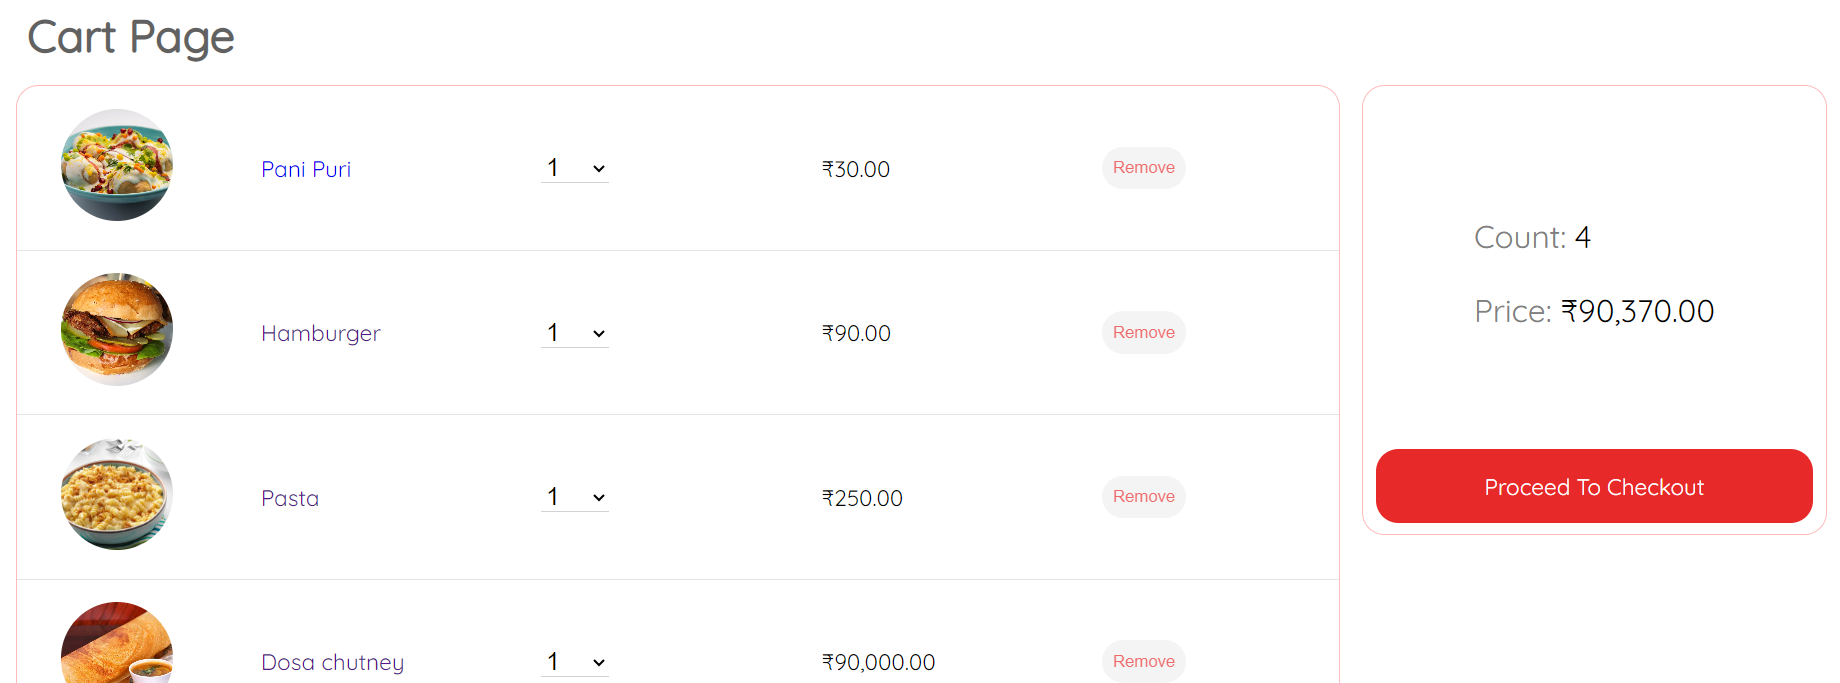 Cart Page
Pani Puri 1 ₹30.00 Remove
Hamburger 1 ₹90.00 Remove
Pasta 1 ₹250.00 Remove
Dosa chutney 1 ₹90,000.00 Remove
Count: 4
Price: ₹90,370.00
Proceed To Checkout